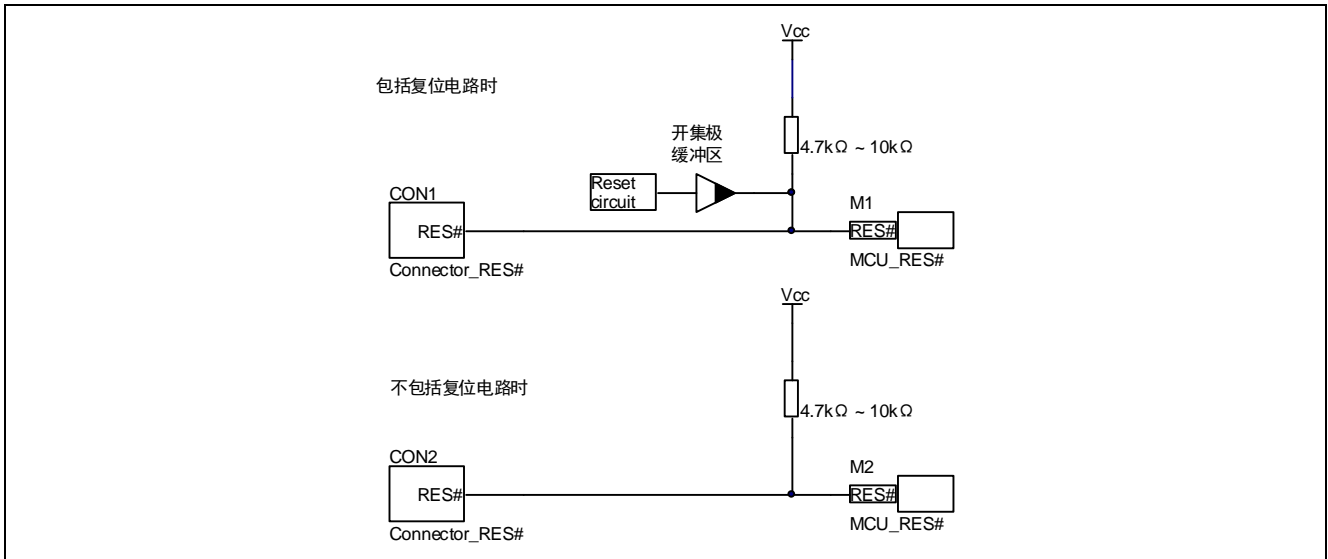 Vcc
包括复位电路时
开集极
缓冲区
4.7kΩ ~ 10kΩ
Reset
circuit
CON1
RES#
Connector_RES#
M1
RES#
MCU_RES#
Vcc
不包括复位电路时
4.7kΩ ~ 10kΩ
CON2
RES#
Connector_RES#
M2
RES#
MCU_RES#